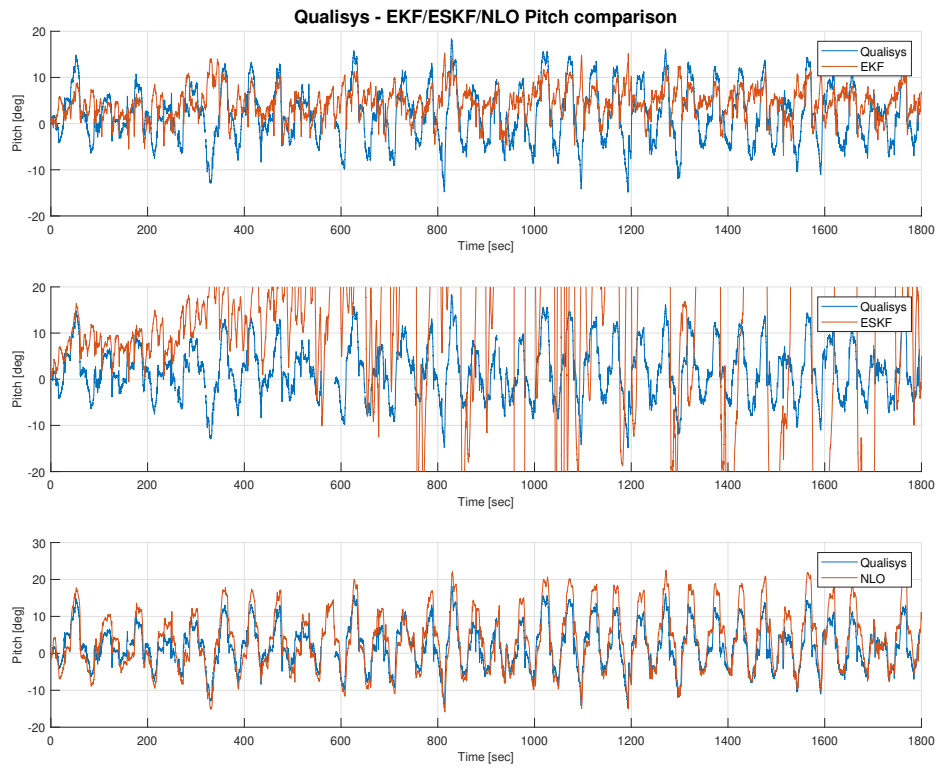 Qualisys - EKF/ESKF/NLO Pitch comparison
20
10
0
-10
-20
Pitch [deg]
Qualisys
EKF
0 200 400 600 800 1000 1200 1400 1600 1800
Time [sec]
20
10
0
-10
-20
Pitch [deg]
Qualisys
ESKF
0 200 400 600 800 1000 1200 1400 1600 1800
Time [sec]
30
20
10
0
-10
-20
Pitch [deg]
Qualisys
NLO
0 200 400 600 800 1000 1200 1400 1600 1800
Time [sec]